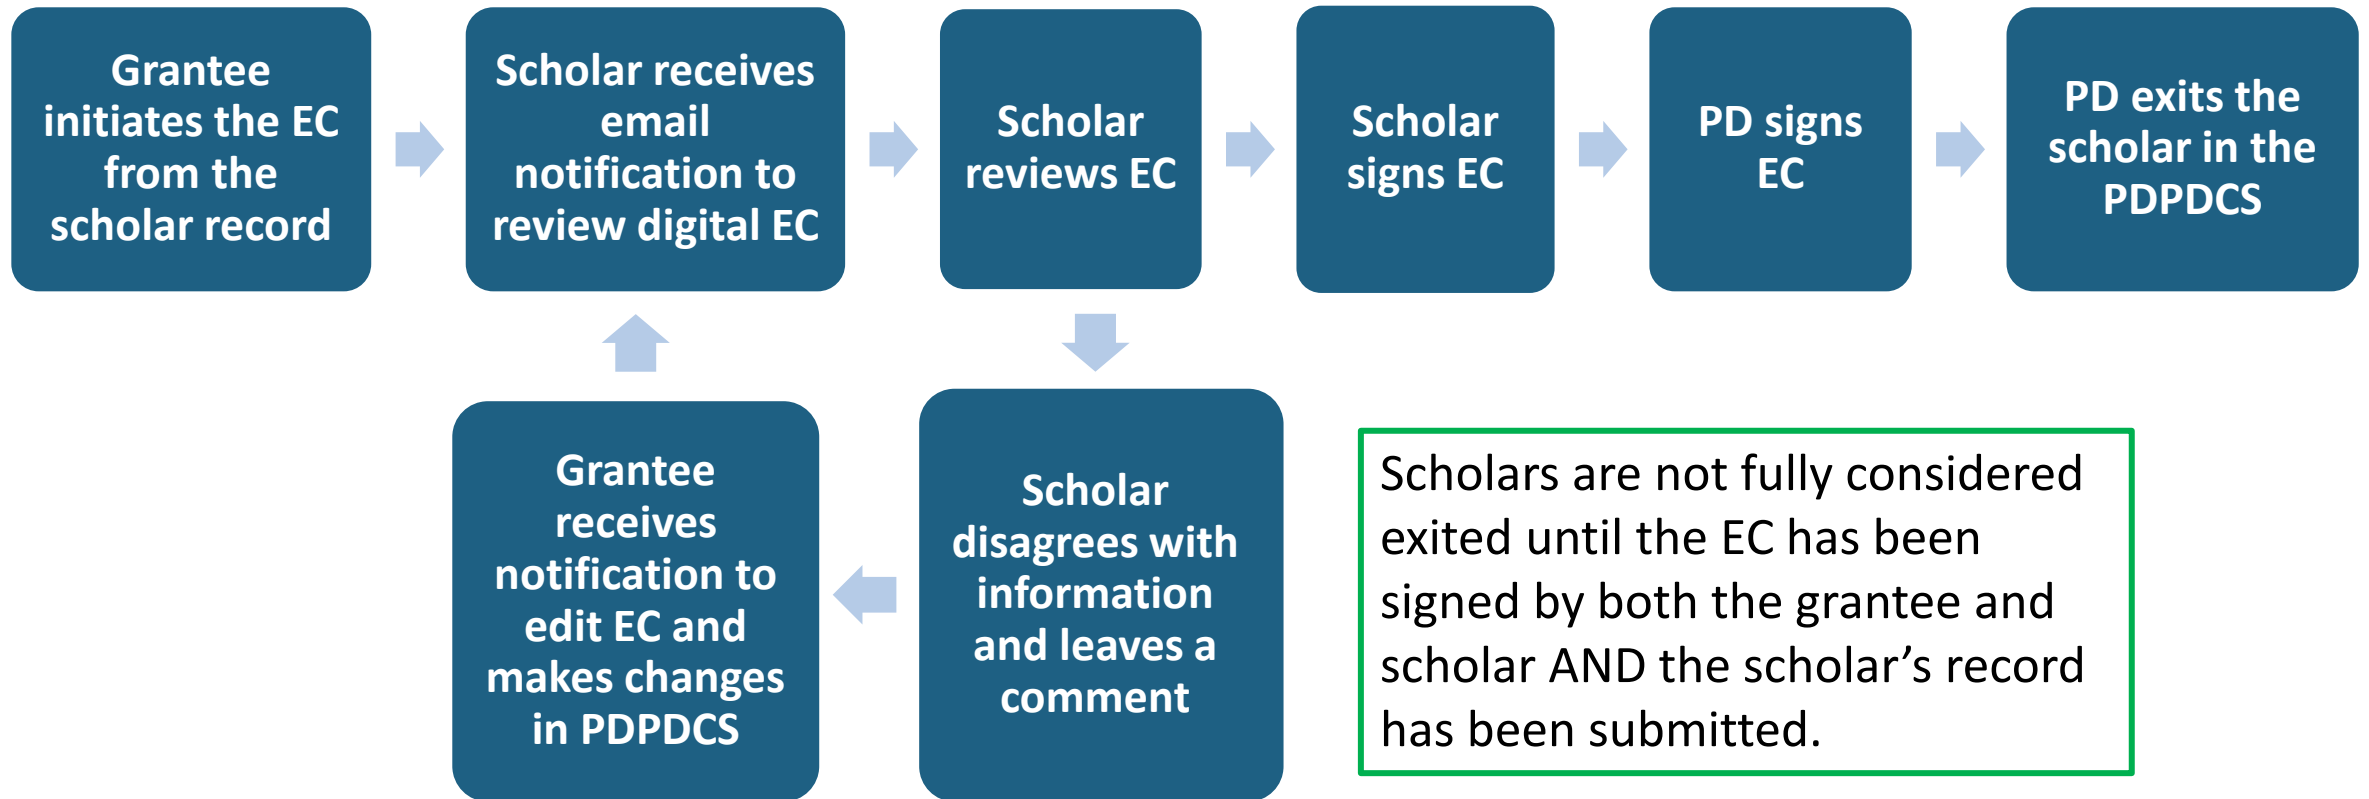 Grantee
initiates the EC
from the
scholar record
Scholar receives
email
notification to
review digital EC
Scholar
reviews EC
Scholar
signs EC
PD signs
EC
PD exits the
scholar in the
PDPDCS
Grantee
receives
notification to
edit EC and
makes changes
in PDPDCS
Scholar
disagrees with
information
and leaves a
comment
Scholars are not fully considered
exited until the EC has been
signed by both the grantee and
scholar AND the scholar’s record
has been submitted.